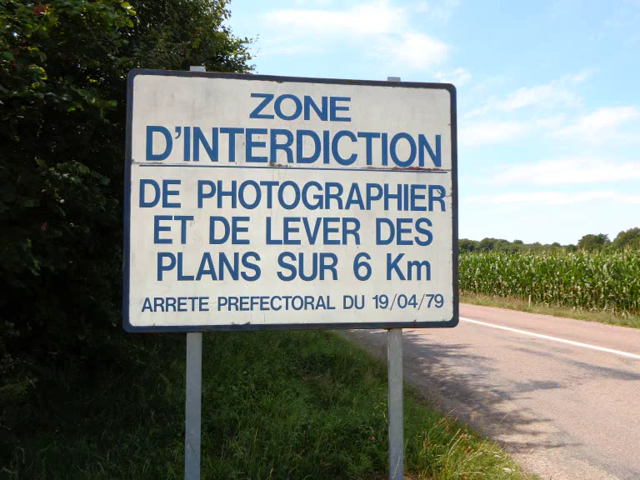 ZONE
D'INTERDICTION
DE PHOTOGRAPHIER
ET DE LEVER DES
PLANS SUR 6 Km
ARRETE PREFECTORAL DU 19/04/79